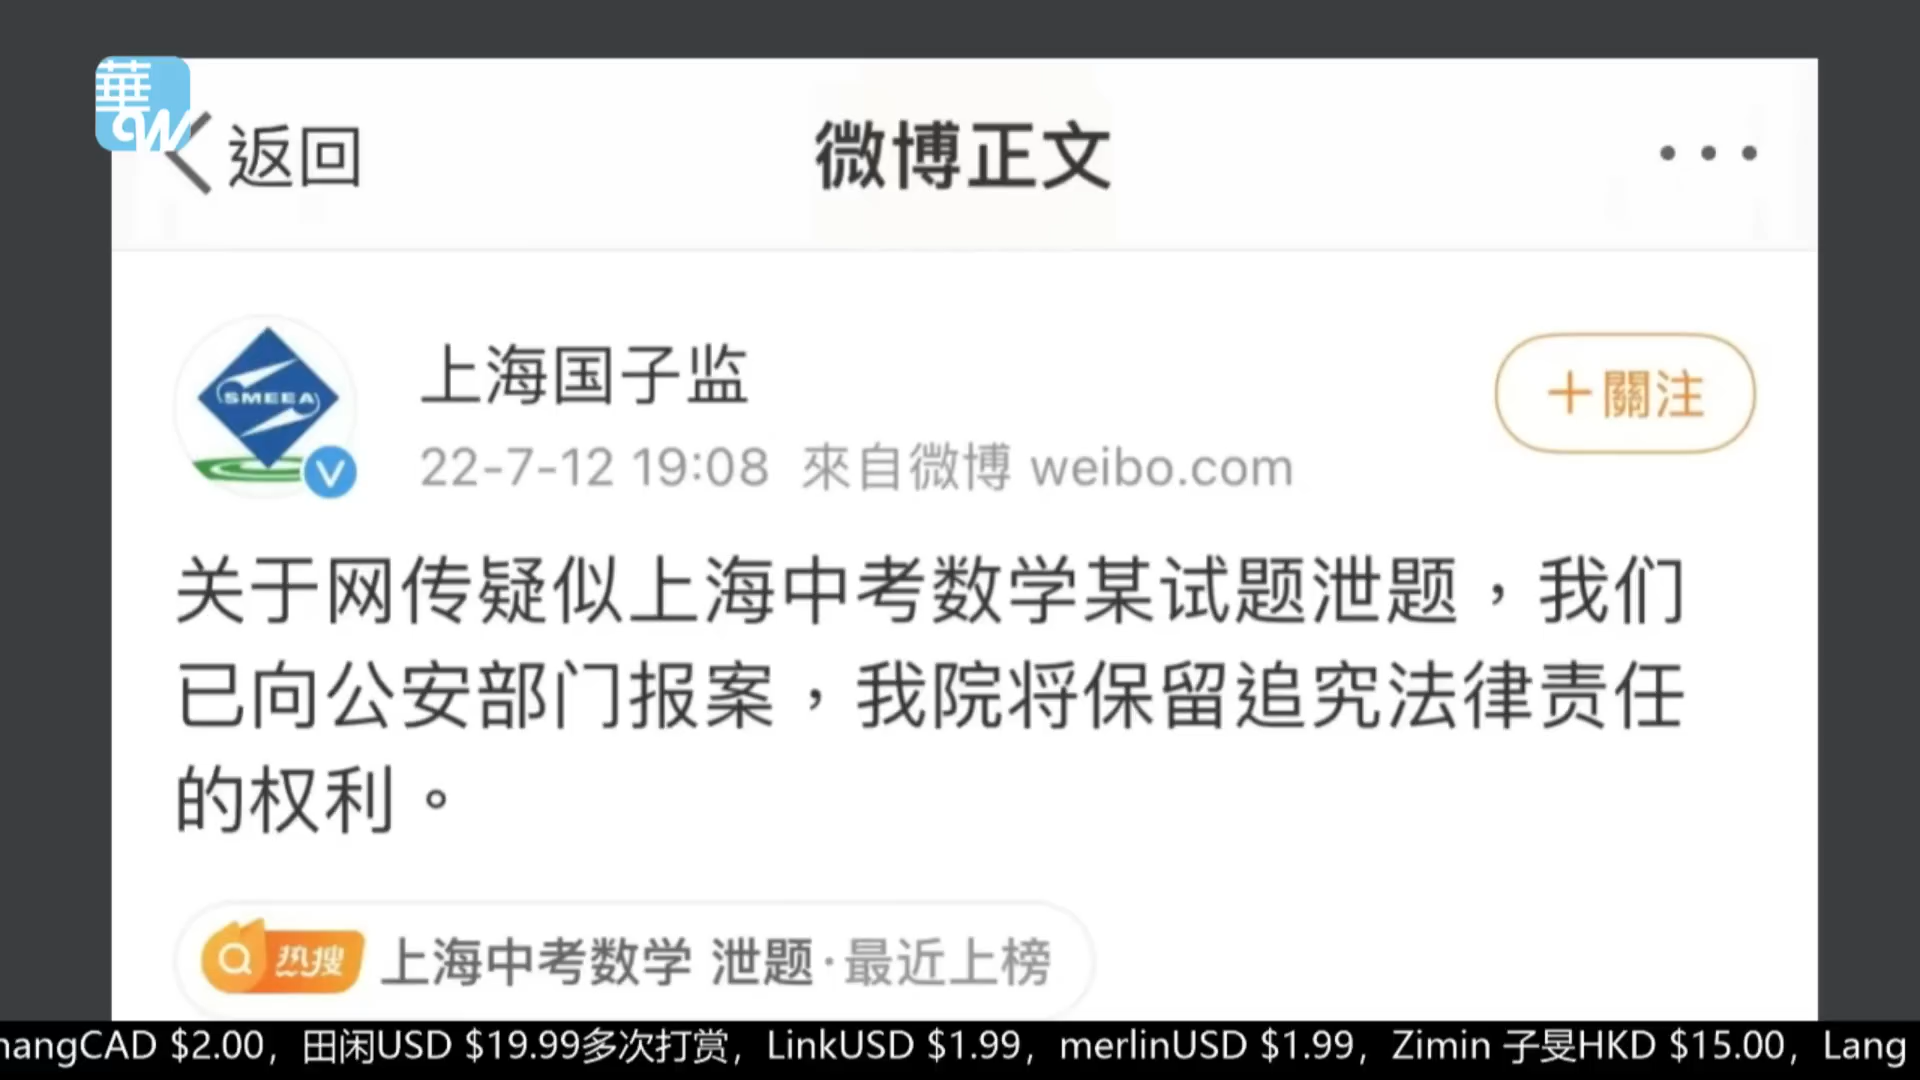 華
W
返回
微博正文
上海国子监
+關注
SMEEA
V
22-7-12 19:08 來自微博 weibo.com
关于网传疑似上海中考数学某试题泄题，我们
已向公安部门报案，我院将保留追究法律责任
的权利。
热搜 上海中考数学 泄题·最近上榜
hangCAD $2.00，田闲USD $19.99多次打赏，LinkUSD $1.99，merlinUSD $1.99，Zimin 子旻HKD $15.00，Lang